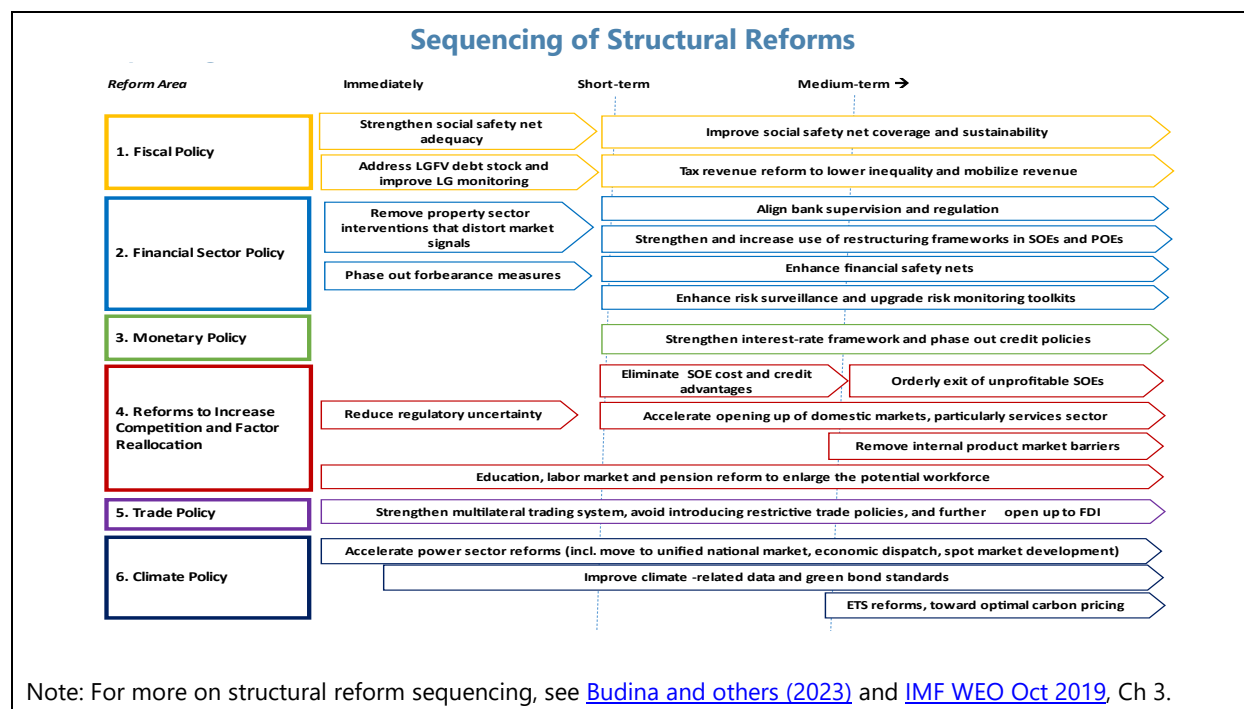 Sequencing of Structural Reforms
Reform Area
Immediately
Short-term
Medium-term →
1. Fiscal Policy
Strengthen social safety net
adequacy
Improve social safety net coverage and sustainability
Address LGFV debt stock and
improve LG monitoring
Tax revenue reform to lower inequality and mobilize revenue
2. Financial Sector Policy
Remove property sector
interventions that distort market
signals
Phase out forbearance measures
Align bank supervision and regulation
Strengthen and increase use of restructuring frameworks in SOEs and POEs
Enhance financial safety nets
Enhance risk surveillance and upgrade risk monitoring toolkits
3. Monetary Policy
Strengthen interest-rate framework and phase out credit policies
4. Reforms to Increase
Competition and Factor
Reallocation
Reduce regulatory uncertainty
Eliminate SOE cost and credit
advantages
Orderly exit of unprofitable SOEs
Accelerate opening up of domestic markets, particularly services sector
Remove internal product market barriers
Education, labor market and pension reform to enlarge the potential workforce
5. Trade Policy
Strengthen multilateral trading system, avoid introducing restrictive trade policies, and further open up to FDI
6. Climate Policy
Accelerate power sector reforms (incl. move to unified national market, economic dispatch, spot market development)
Improve climate -related data and green bond standards
ETS reforms, toward optimal carbon pricing
Note: For more on structural reform sequencing, see Budina and others (2023) and IMF WEO Oct 2019, Ch 3.